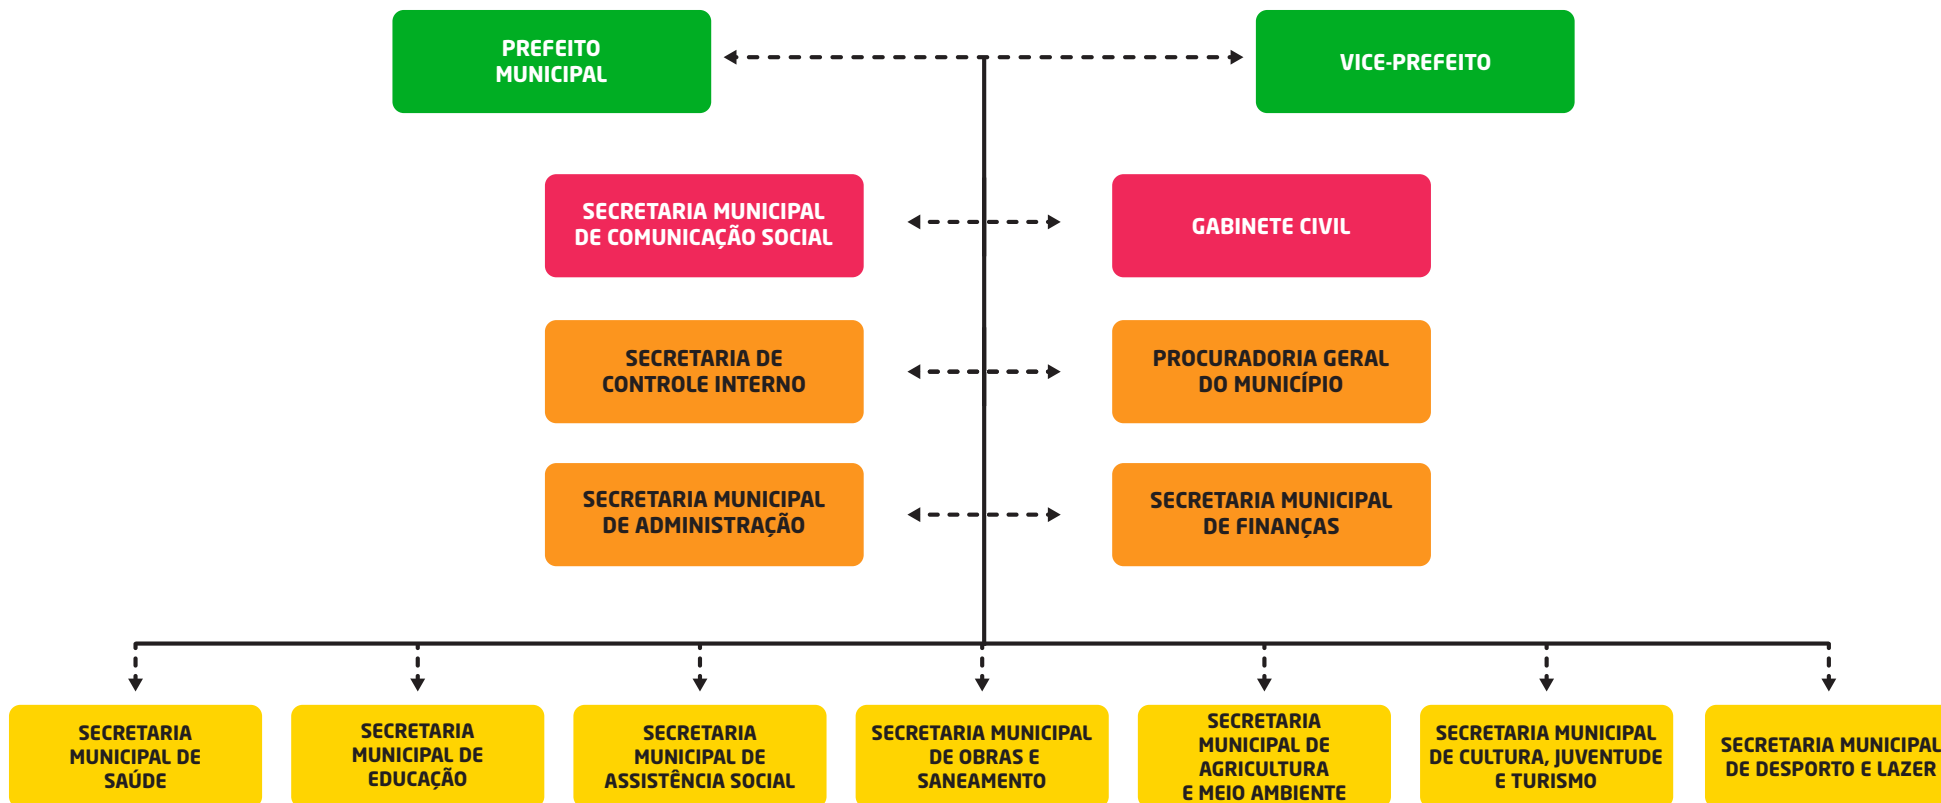 PREFEITO
MUNICIPAL
VICE-PREFEITO
SECRETARIA MUNICIPAL
DE COMUNICAÇÃO SOCIAL
GABINETE CIVIL
SECRETARIA DE
CONTROLE INTERNO
PROCURADORIA GERAL
DO MUNICÍPIO
SECRETARIA MUNICIPAL
DE ADMINISTRAÇÃO
SECRETARIA MUNICIPAL
DE FINANÇAS
SECRETARIA
MUNICIPAL DE
SAÚDE
SECRETARIA
MUNICIPAL DE
EDUCAÇÃO
SECRETARIA
MUNICIPAL DE
ASSISTÊNCIA SOCIAL
SECRETARIA MUNICIPAL
DE OBRAS E
SANEAMENTO
SECRETARIA
MUNICIPAL DE
AGRICULTURA
E MEIO AMBIENTE
SECRETARIA MUNICIPAL
DE CULTURA, JUVENTUDE
E TURISMO
SECRETARIA MUNICIPAL
DE DESPORTO E LAZER